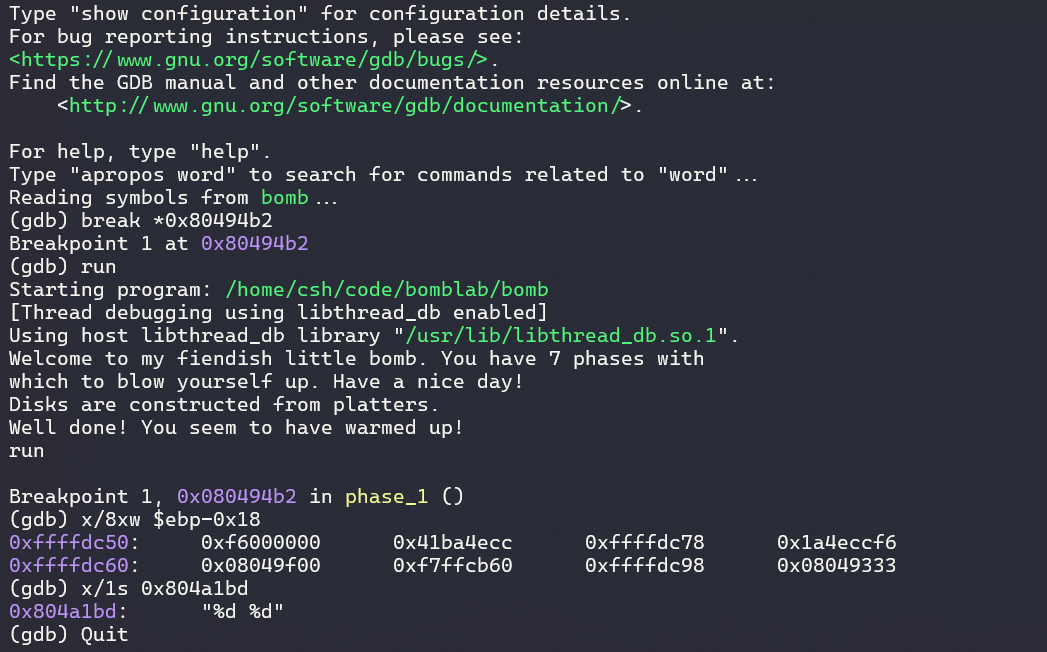 Type "show configuration" for configuration details.
For bug reporting instructions, please see:
<https://www.gnu.org/software/gdb/bugs/>.
Find the GDB manual and other documentation resources online at:
    <http://www.gnu.org/software/gdb/documentation/>.

For help, type "help".
Type "apropos word" to search for commands related to "word"...
Reading symbols from bomb...
(gdb) break *0x80494b2
Breakpoint 1 at 0x80494b2
(gdb) run
Starting program: /home/csh/code/bomblab/bomb
[Thread debugging using libthread_db enabled]
Using host libthread_db library "/usr/lib/libthread_db.so.1".
Welcome to my fiendish little bomb. You have 7 phases with
which to blow yourself up. Have a nice day!
Disks are constructed from platters.
Well done! You seem to have warmed up!
run

Breakpoint 1, 0x080494b2 in phase_1 ()
(gdb) x/8xw $ebp-0x18
0xffffdc50:     0xf6000000      0x41ba4ecc      0xffffdc78      0x1a4eccf6
0xffffdc60:     0x08049f00      0xf7ffcb60      0xffffdc98      0x08049333
(gdb) x/1s 0x804a1bd
0x804a1bd:      "%d %d"
(gdb) Quit